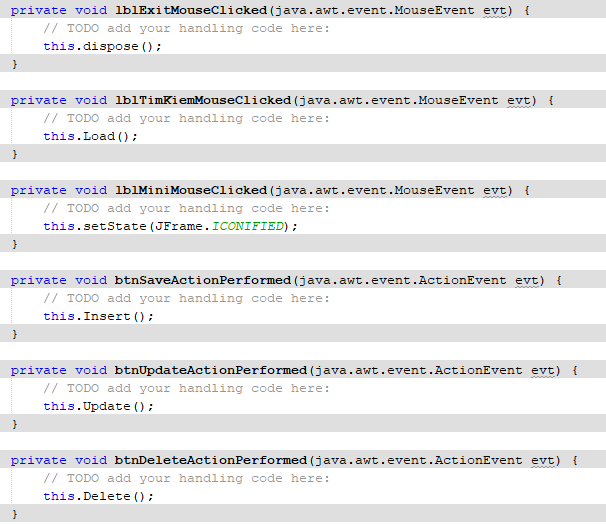 private void lblExitMouseClicked(java.awt.event.MouseEvent evt) {
// TODO add your handling code here:
this.dispose();
}
private void lblTimKiemMouseClicked(java.awt.event.MouseEvent evt) {
// TODO add your handling code here:
this.Load();
}
private void lblMiniMouseClicked(java.awt.event.MouseEvent evt) {
// TODO add your handling code here:
this.setState(JFrame.ICONIFIED);
}
private void btnSaveActionPerformed(java.awt.event.ActionEvent evt) {
// TODO add your handling code here:
this.Insert();
}
private void btnUpdateActionPerformed(java.awt.event.ActionEvent evt) {
// TODO add your handling code here:
this.Update();
}
private void btnDeleteActionPerformed(java.awt.event.ActionEvent evt) {
// TODO add your handling code here:
this.Delete();
}